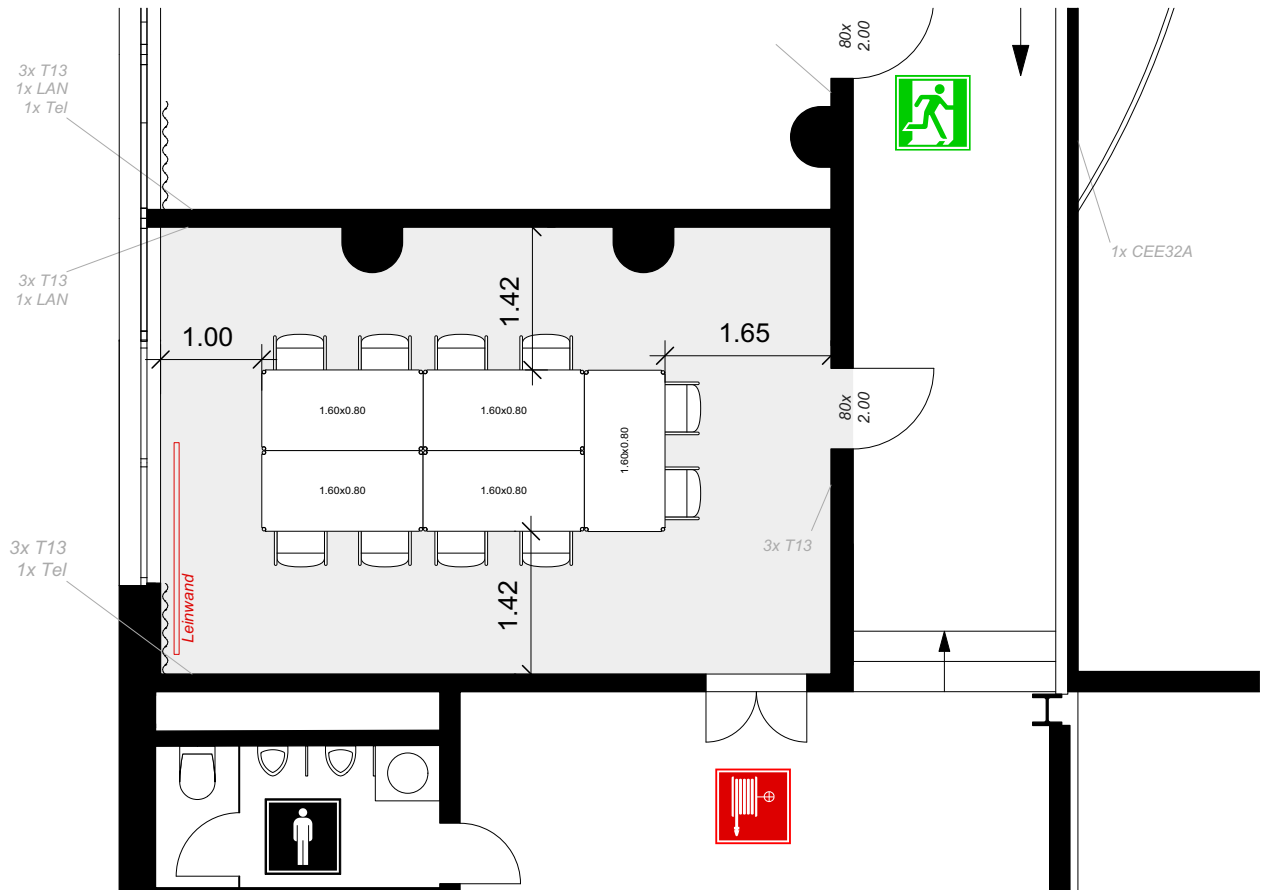 80x
2.00
3x T13
1x LAN
1x Tel
1x CEE32A
3x T13
1x LAN
1.42
1.00
1.65
1.60x0.80
1.60x0.80
80x
2.00
1.60x0.80
1.60x0.80
1.60x0.80
3x T13
1x Tel
3x T13
Leinwand
1.42